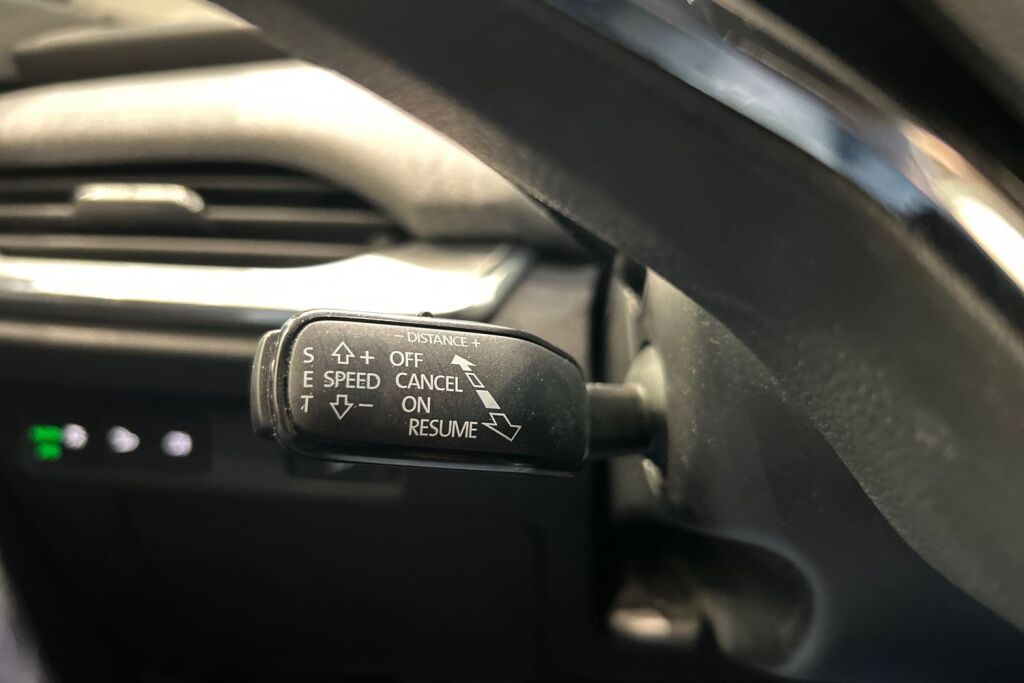 - DISTANCE +
S + OFF
E SPEED CANCEL
T - ON
RESUME